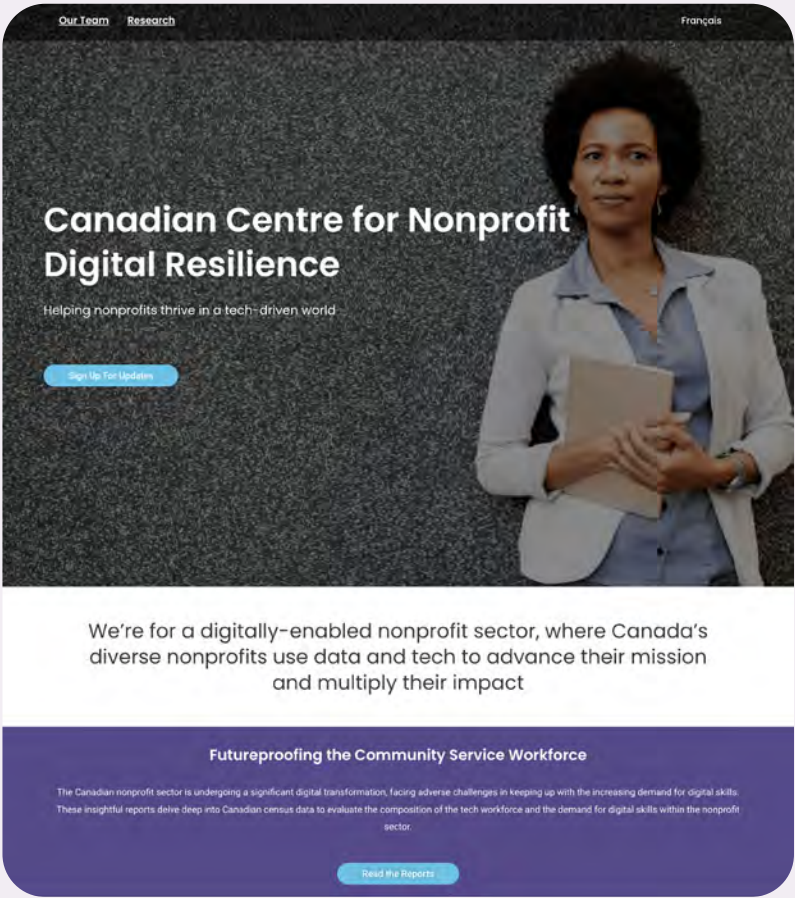 Our Team Research Français
Canadian Centre for Nonprofit
Digital Resilience
Helping nonprofits thrive in a tech-driven world
Sign Up For Updates
We're for a digitally-enabled nonprofit sector, where Canada's
diverse nonprofits use data and tech to advance their mission
and multiply their impact
Futureproofing the Community Service Workforce
The Canadian nonprofit sector is undergoing a significant digital transformation, facing adverse challenges in keeping up with the increasing demand for digital skills.
These insightful reports delve deep into Canadian census data to evaluate the composition of the tech workforce and the demand for digital skills within the nonprofit
sector.
Read the Reports